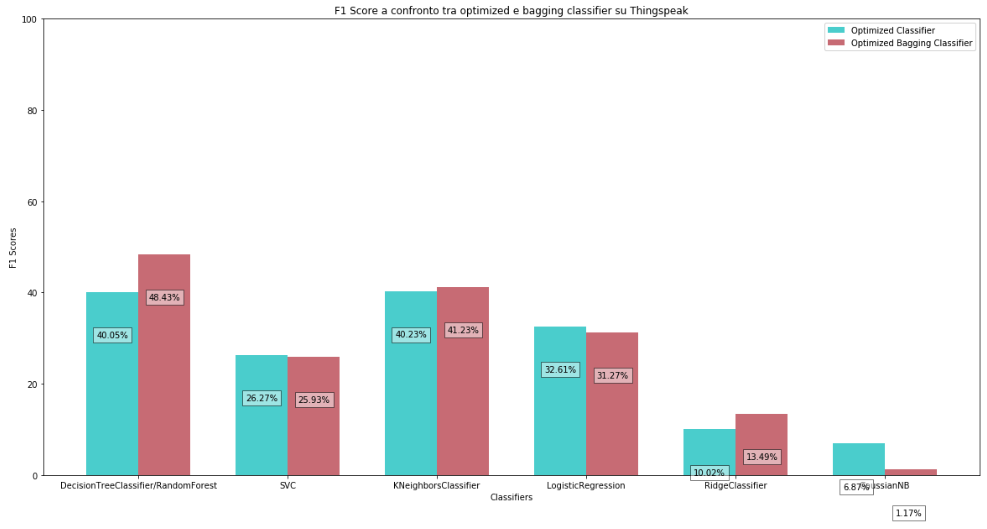 F1 Score a confronto tra optimized e bagging classifier su Thingspeak
Optimized Classifier
Optimized Bagging Classifier
F1 Scores
100
80
60
40
20
0
40.05%
48.43%
26.27%
25.93%
40.23%
41.23%
32.61%
31.27%
10.02%
13.49%
6.87%
1.17%
DecisionTreeClassifier/RandomForest
SVC
KNeighborsClassifier
LogisticRegression
RidgeClassifier
GaussianNB
Classifiers